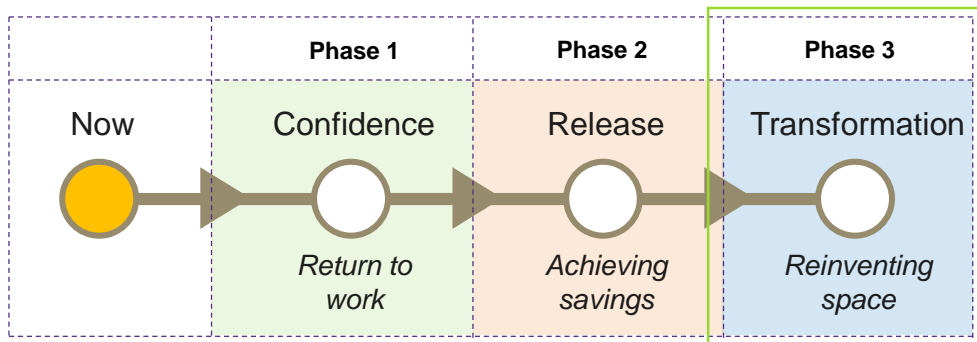 Phase 1
Phase 2
Phase 3
Now
Confidence
Release
Transformation
Return to
work
Achieving
savings
Reinventing
space